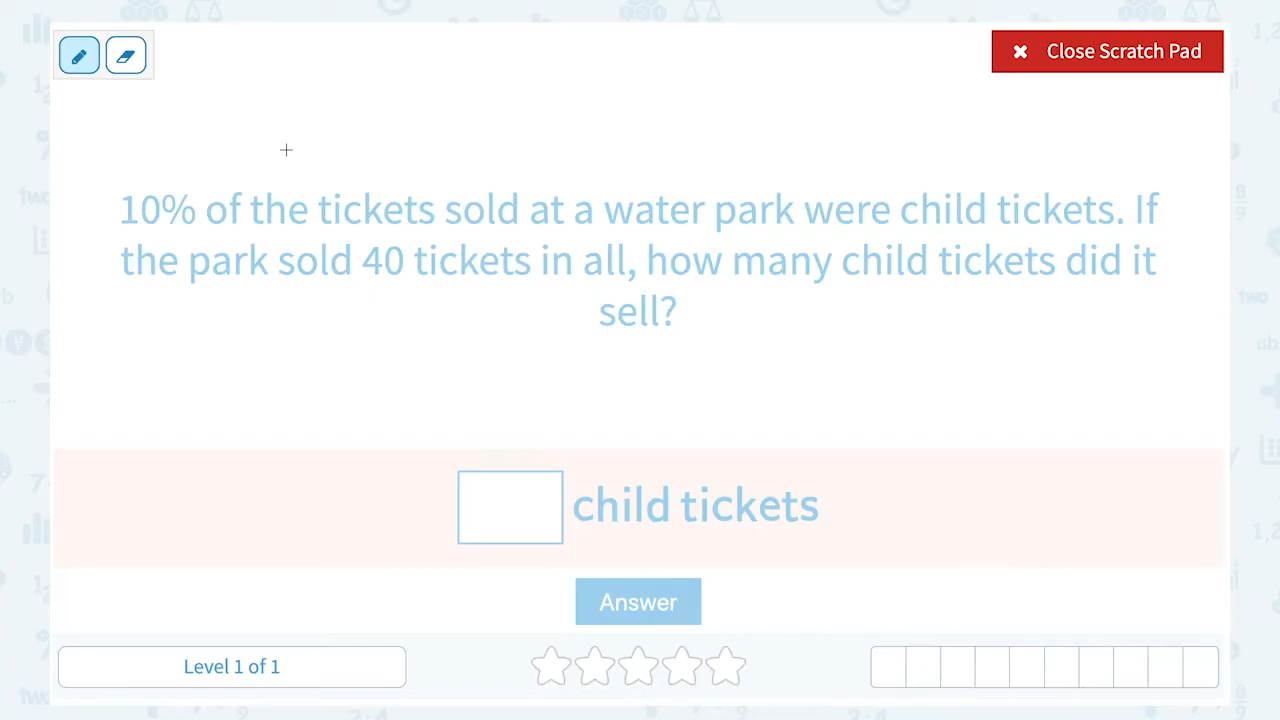 Close Scratch Pad
10% of the tickets sold at a water park were child tickets. If
the park sold 40 tickets in all, how many child tickets did it
sell?
child tickets
Answer
Level 1 of 1